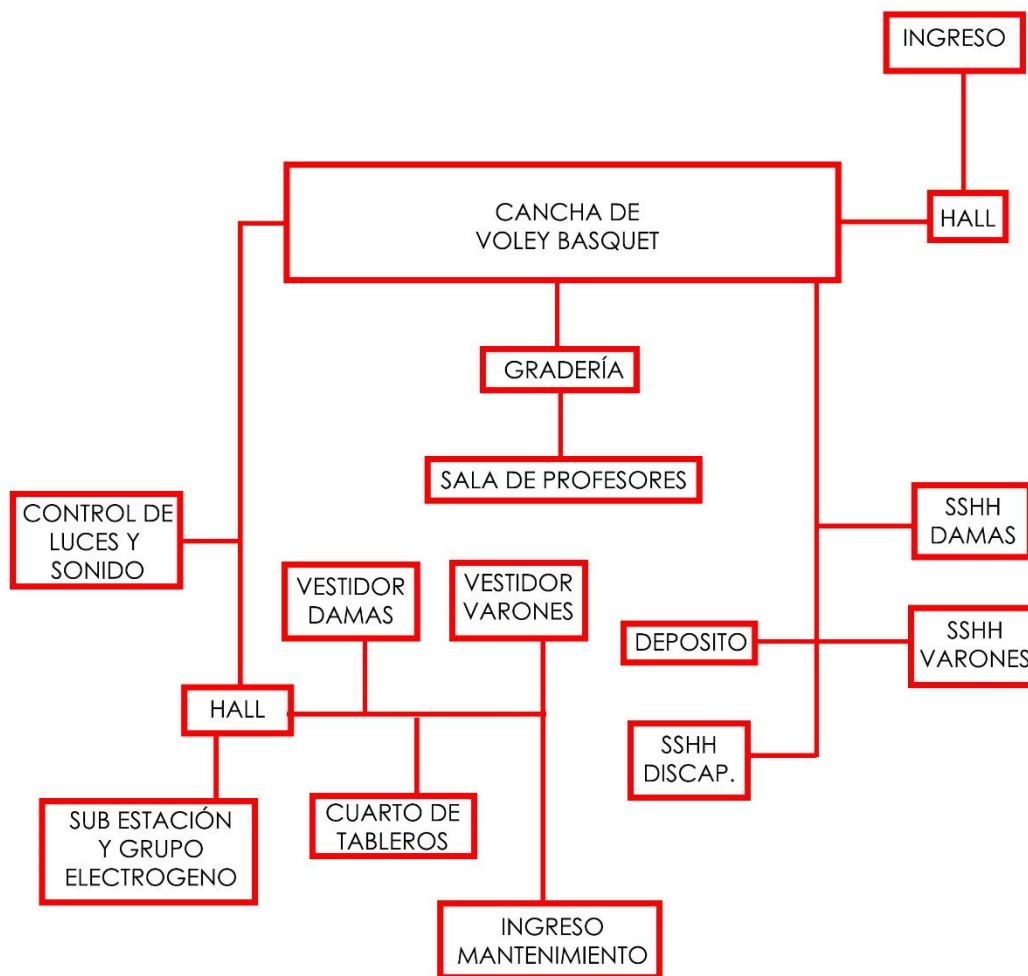 INGRESO
CANCHA DE
VOLEY BASQUET
HALL
GRADERÍA
SALA DE PROFESORES
CONTROL DE
LUCES Y
SONIDO
SSHH
DAMAS
VESTIDOR
DAMAS
VESTIDOR
VARONES
DEPOSITO
SSHH
VARONES
HALL
SSHH
DISCAP.
SUB ESTACIÓN
Y GRUPO
ELECTROGENO
CUARTO DE
TABLEROS
INGRESO
MANTENIMIENTO